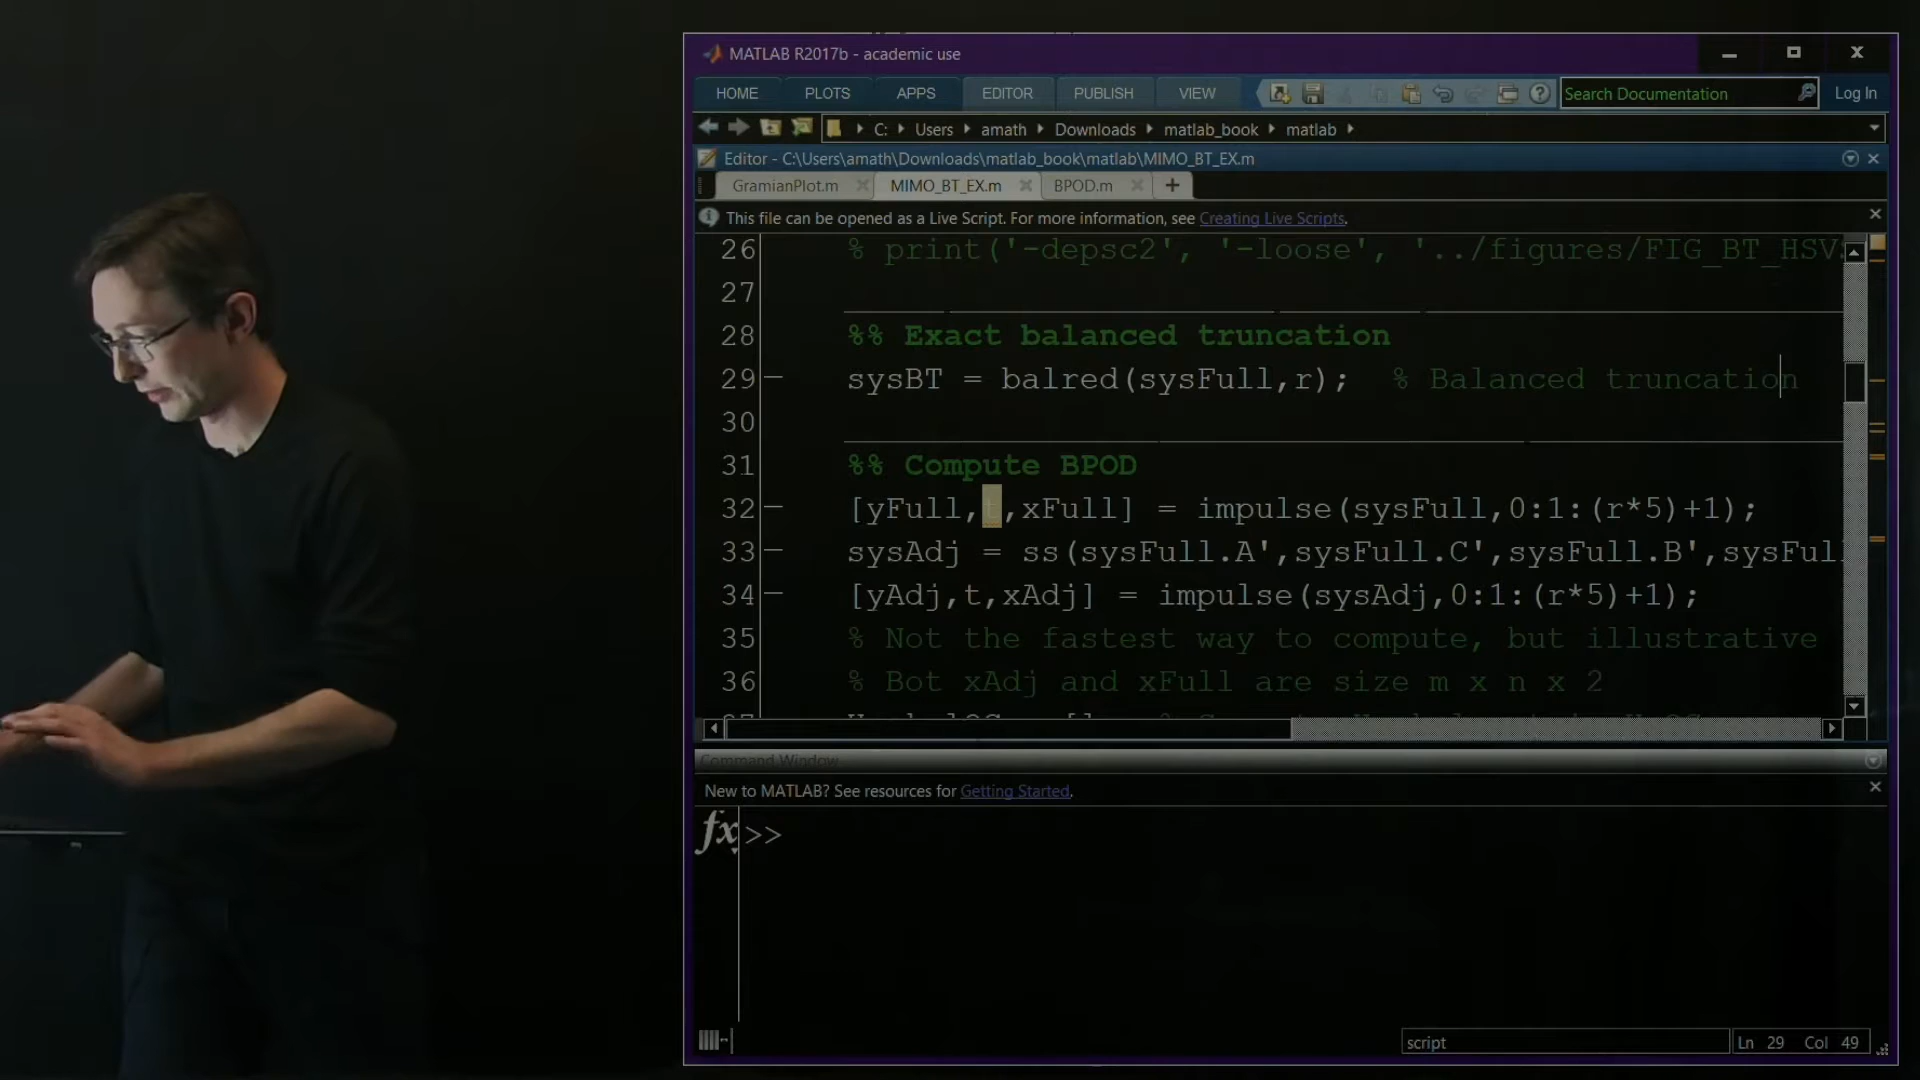 MATLAB R2017b - academic use
HOME PLOTS APPS EDITOR PUBLISH VIEW Search Documentation Log In
C: Users amath Downloads matlab_book matlab
Editor - C:\Users\amath\Downloads\matlab_book\matlab\MIMO_BT_EX.m
GramianPlot.m MIMO_BT_EX.m BPOD.m +
This file can be opened as a Live Script. For more information, see Creating Live Scripts.
26 % print('-depsc2', '-loose', '../figures/FIG_BT_HSV
27
28 %% Exact balanced truncation
29 sysBT = balred(sysFull,r); % Balanced truncation
30
31 %% Compute BPOD
32 [yFull,t,xFull] = impulse(sysFull,0:1:(r*5)+1);
33 sysAdj = ss(sysFull.A',sysFull.C',sysFull.B',sysFull
34 [yAdj,t,xAdj] = impulse(sysAdj,0:1:(r*5)+1);
35 % Not the fastest way to compute, but illustrative
36 % Bot xAdj and xFull are size m x n x 2
Command Window
New to MATLAB? See resources for Getting Started.
fx >>
script Ln 29 Col 49